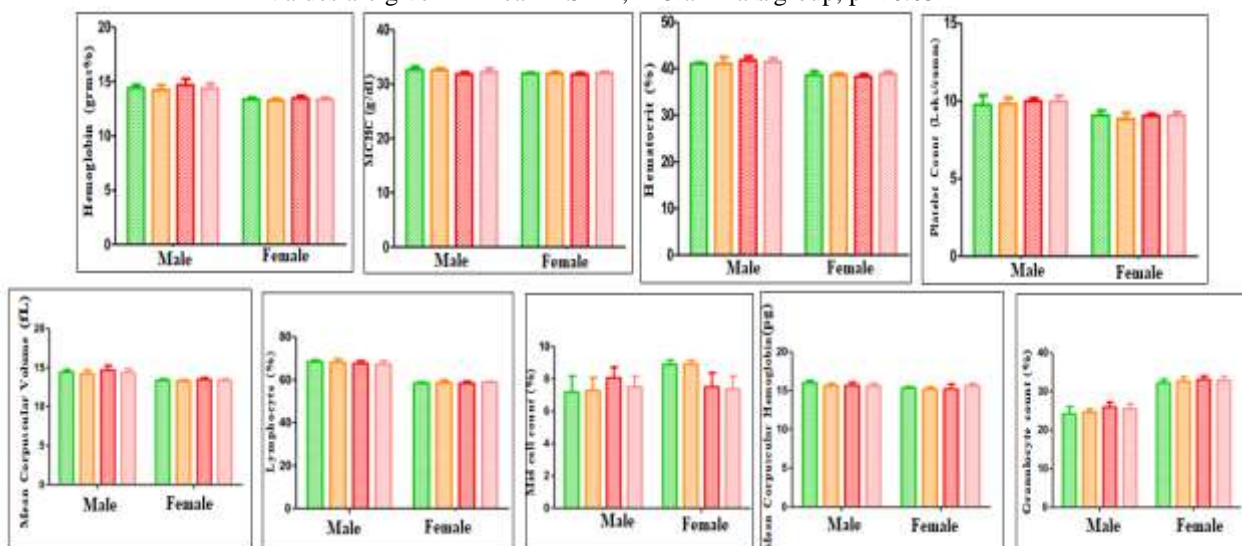 Hemoglobin (grms%)
20
15
10
5
0
Male Female
MCHC (g/dl)
40
30
20
10
0
Male Female
Hematocrit (%)
50
40
30
20
10
0
Male Female
Platelet Count
15
10
5
0
Male Female
Mean Corpuscular Volume (fL)
20
15
10
5
0
Male Female
Lymphocyte (%)
80
60
40
20
0
Male Female
Mid cell count (%)
10
8
6
4
2
0
Male Female
Mean Corpuscular Hemoglobin(pg)
20
15
10
5
0
Male Female
Granulocyte count (%)
40
30
20
10
0
Male Female